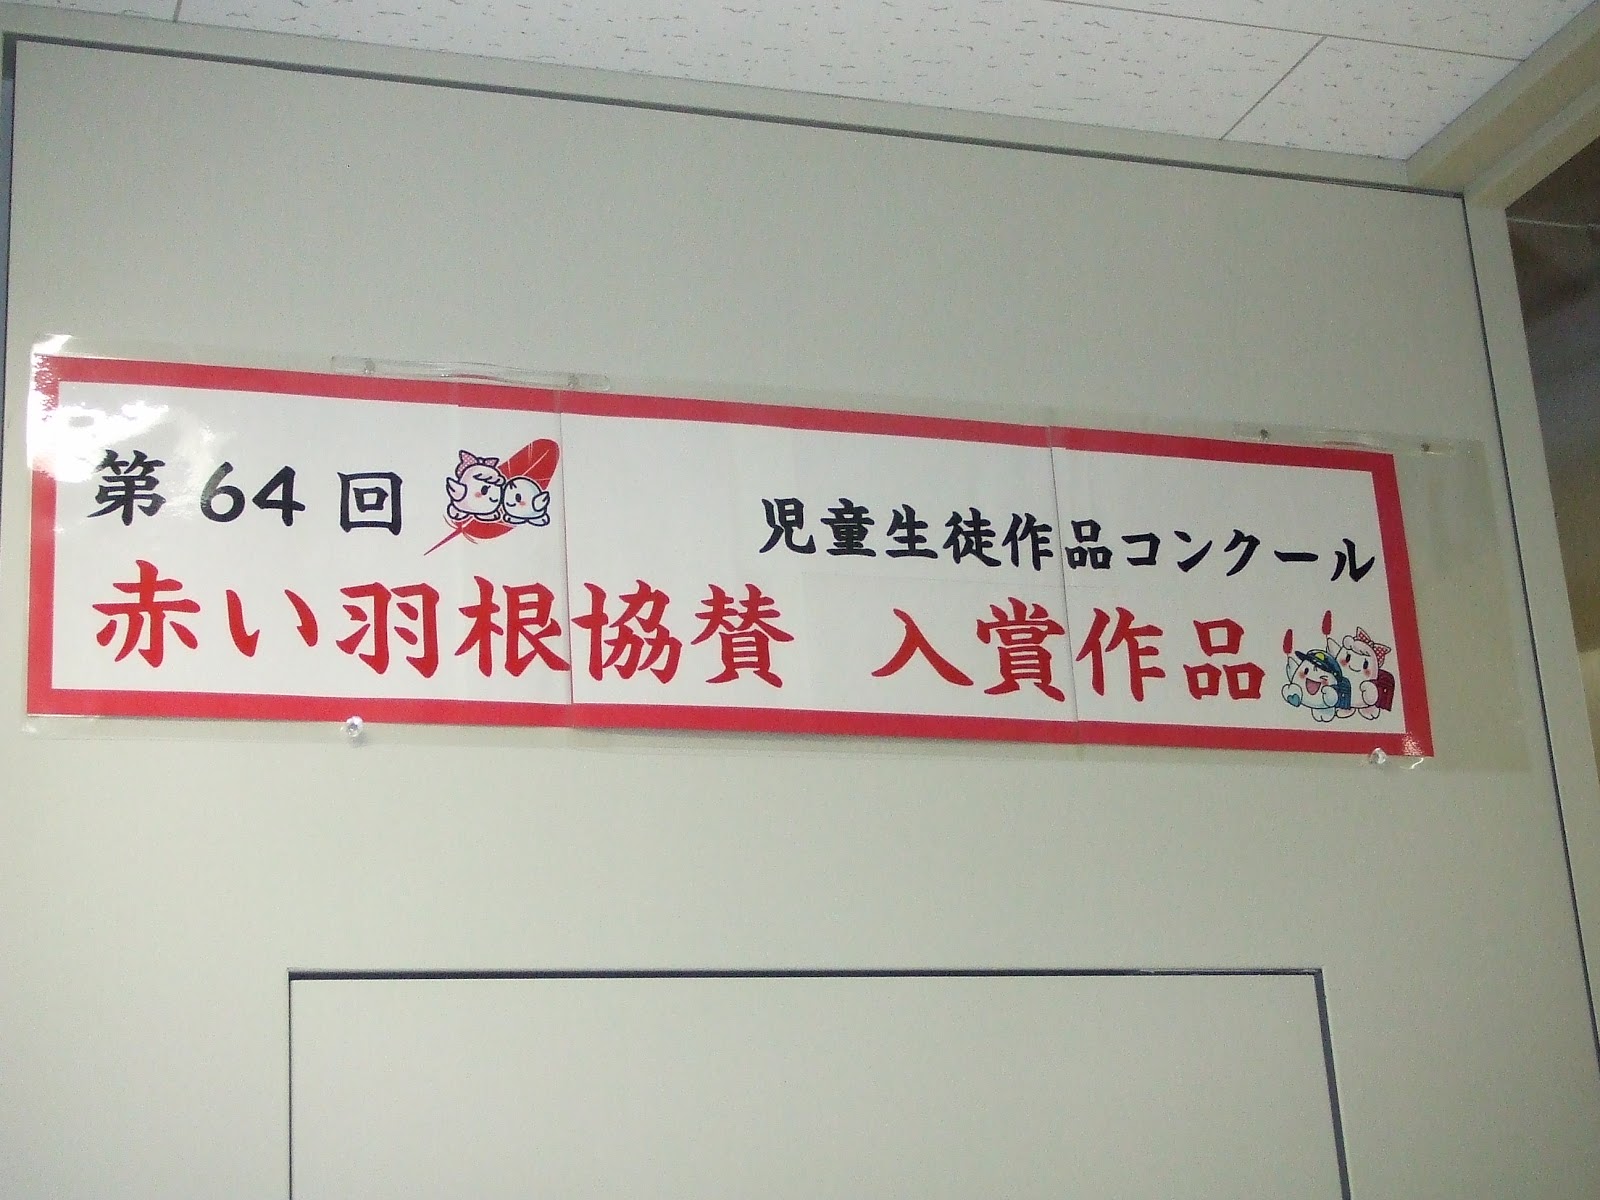 第64回
児童生徒作品コンクール
赤い羽根協賛 入賞作品